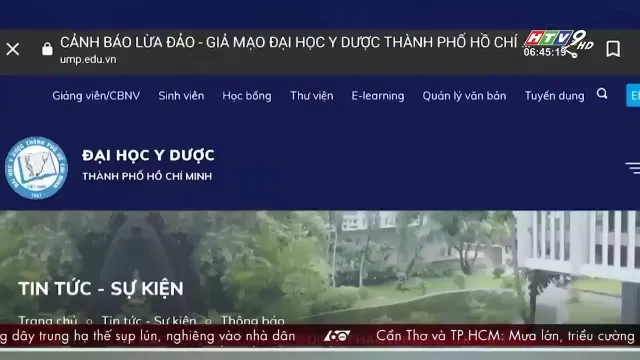 CẢNH BÁO LỪA ĐẢO - GIẢ MẠO ĐẠI HỌC Y DƯỢC THÀNH PHỐ HỒ CHÍ
HTV9 HD
ump.edu.vn
06:45:19
Giảng viên/CBNV Sinh viên Học bổng Thư viện E-learning Quản lý văn bản Tuyển dụng
ĐẠI HỌC Y DƯỢC
THÀNH PHỐ HỒ CHÍ MINH
TIN TỨC - SỰ KIỆN
Trang chủ Tin tức - Sự kiện Thông báo
dây trung hạ thế sụp lún, nghiêng vào nhà dân 60 Cần Thơ và TP.HCM: Mưa lớn, triều cường